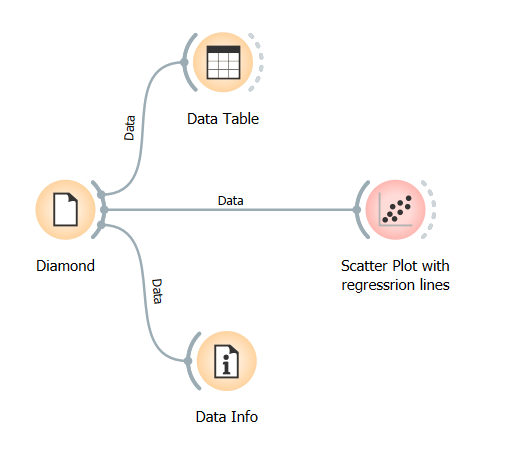 Data
Data Table
Data
Diamond
Scatter Plot with
regressrion lines
Data
Data Info